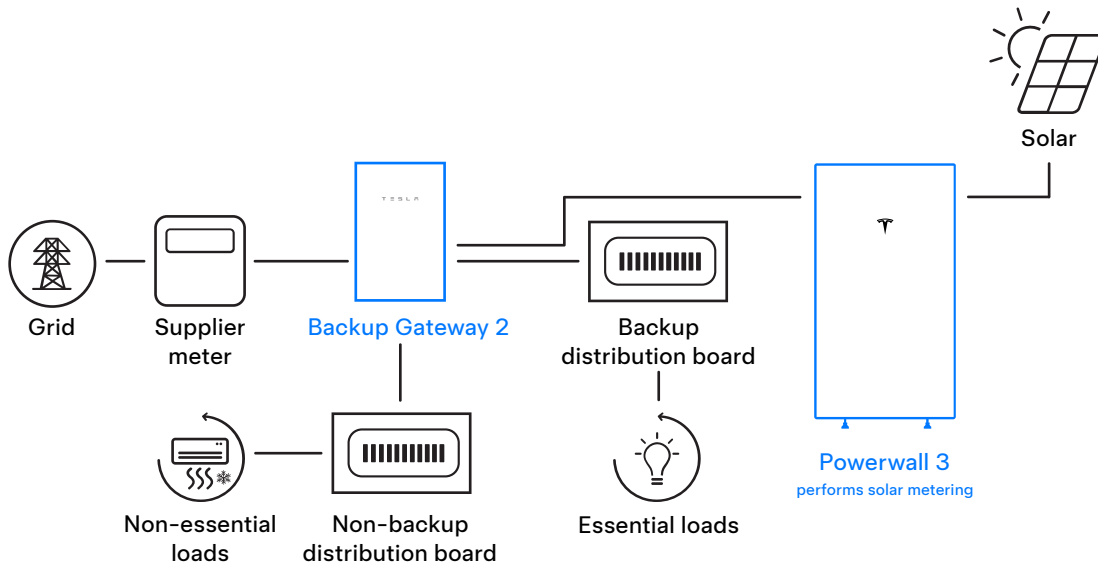 Solar
TESLA
Grid
Supplier
meter
Backup Gateway 2
Backup
distribution board
Powerwall 3
performs solar metering
Non-essential
loads
Non-backup
distribution board
Essential loads